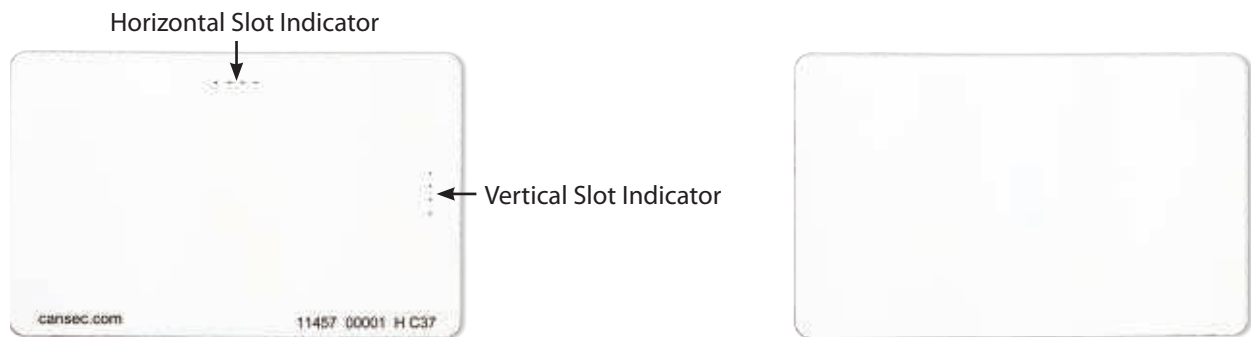 Horizontal Slot Indicator
Vertical Slot Indicator
cansec.com
11457 00001 H C37